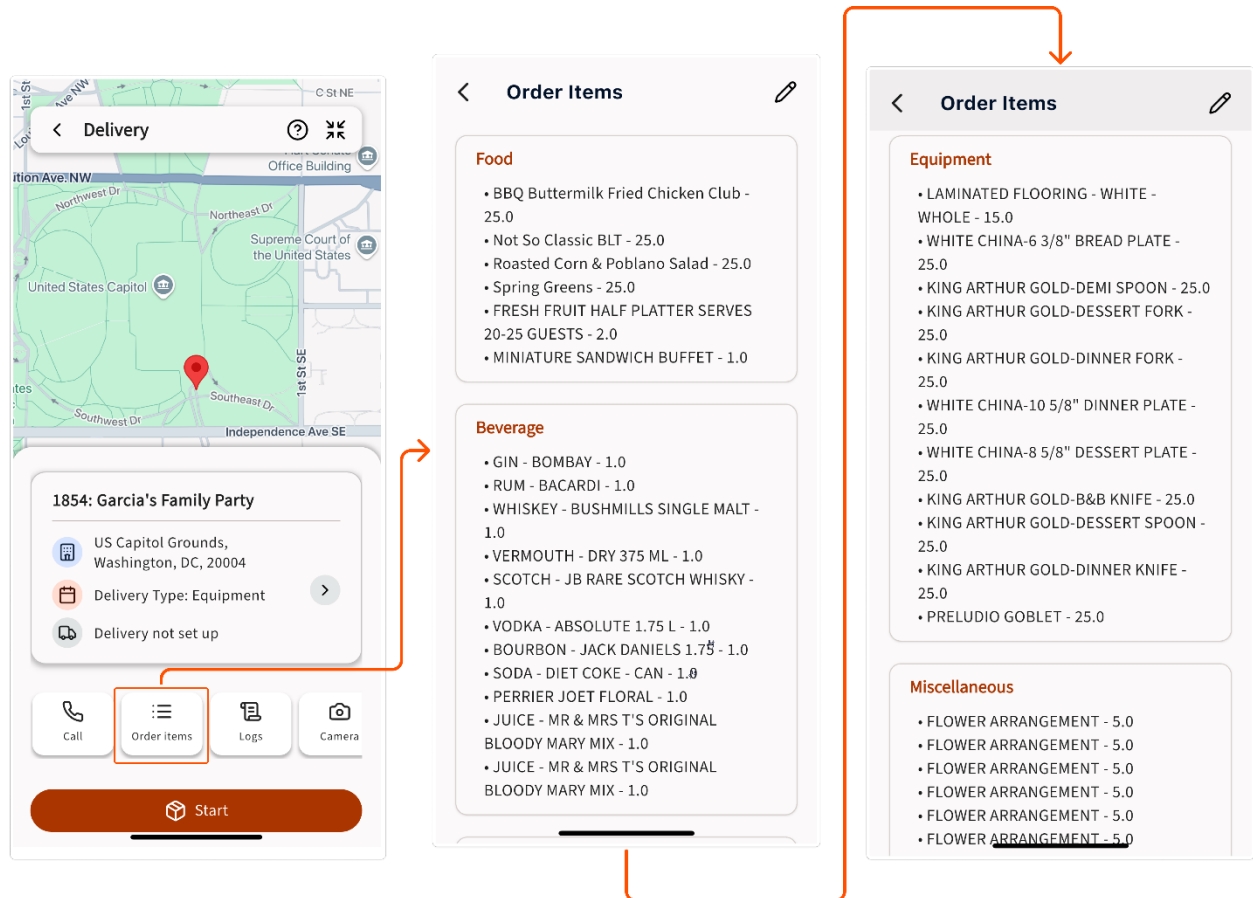 C St NE
1st St
Ave NW
Delivery
Office Building
ution Ave. NW
Northwest Dr
Northeast Dr
Supreme Court of
the United States
United States Capitol
1st St SE
Southeast Dr
Southwest Dr
Independence Ave SE
1854: Garcia's Family Party
US Capitol Grounds,
Washington, DC, 20004
Delivery Type: Equipment
Delivery not set up
Call
Order items
Logs
Camera
Start
Order Items
Food
• BBQ Buttermilk Fried Chicken Club -
25.0
• Not So Classic BLT - 25.0
• Roasted Corn & Poblano Salad - 25.0
• Spring Greens - 25.0
• FRESH FRUIT HALF PLATTER SERVES
20-25 GUESTS - 2.0
• MINIATURE SANDWICH BUFFET - 1.0
Beverage
• GIN - BOMBAY - 1.0
• RUM - BACARDI - 1.0
• WHISKEY - BUSHMILLS SINGLE MALT -
1.0
• VERMOUTH - DRY 375 ML - 1.0
• SCOTCH - JB RARE SCOTCH WHISKY -
1.0
• VODKA - ABSOLUTE 1.75 L - 1.0
• BOURBON - JACK DANIELS 1.75 - 1.0
• SODA - DIET COKE - CAN - 1.0
• PERRIER JOET FLORAL - 1.0
• JUICE - MR & MRS T'S ORIGINAL
BLOODY MARY MIX - 1.0
• JUICE - MR & MRS T'S ORIGINAL
BLOODY MARY MIX - 1.0
Order Items
Equipment
• LAMINATED FLOORING - WHITE -
WHOLE - 15.0
• WHITE CHINA-6 3/8" BREAD PLATE -
25.0
• KING ARTHUR GOLD-DEMI SPOON - 25.0
• KING ARTHUR GOLD-DESSERT FORK -
25.0
• KING ARTHUR GOLD-DINNER FORK -
25.0
• WHITE CHINA-10 5/8" DINNER PLATE -
25.0
• WHITE CHINA-8 5/8" DESSERT PLATE -
25.0
• KING ARTHUR GOLD-B&B KNIFE - 25.0
• KING ARTHUR GOLD-DESSERT SPOON -
25.0
• KING ARTHUR GOLD-DINNER KNIFE -
25.0
• PRELUDIO GOBLET - 25.0
Miscellaneous
• FLOWER ARRANGEMENT - 5.0
• FLOWER ARRANGEMENT - 5.0
• FLOWER ARRANGEMENT - 5.0
• FLOWER ARRANGEMENT - 5.0
• FLOWER ARRANGEMENT - 5.0
• FLOWER ARRANGEMENT - 5.0